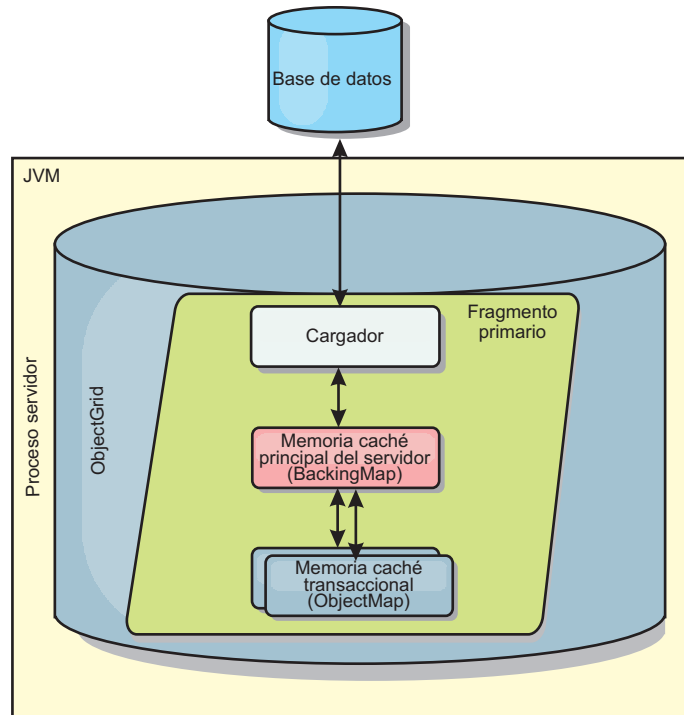 Base de datos
JVM
Fragmento
primario
Cargador
Proceso servidor
ObjectGrid
Memoria caché
principal del servidor
(BackingMap)
Memoria caché
transaccional
(ObjectMap)